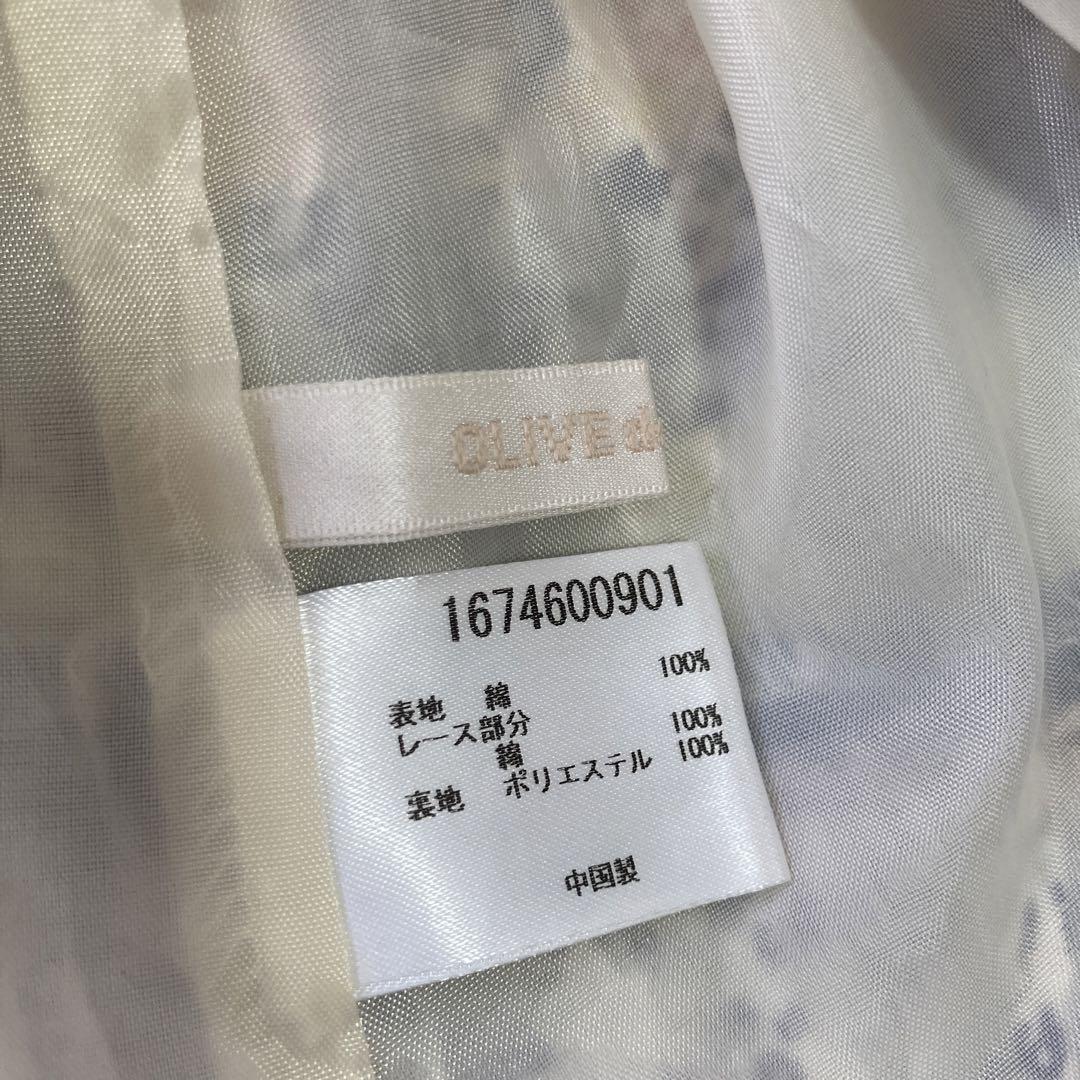 OLIVE de
1674600901
表地 綿 100%
レース部分
綿 100%
裏地 ポリエステル 100%
中国製